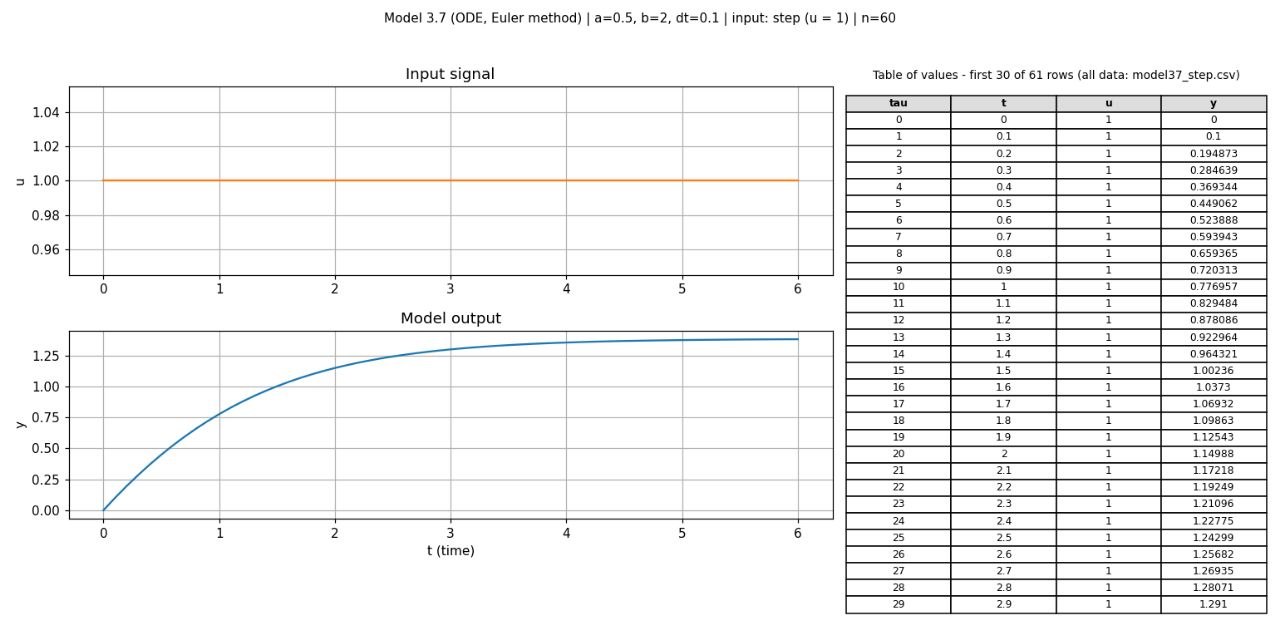 Model 3.7 (ODE, Euler method) | a=0.5, b=2, dt=0.1 | input: step (u = 1) | n=60
Input signal
1.04
1.02
1.00
0.98
0.96
u
0 1 2 3 4 5 6
Model output
1.25
1.00
0.75
0.50
0.25
0.00
y
0 1 2 3 4 5 6
t (time)
Table of values - first 30 of 61 rows (all data: model37_step.csv)
tau t u y
0 0 1 0
1 0.1 1 0.1
2 0.2 1 0.194873
3 0.3 1 0.284639
4 0.4 1 0.369344
5 0.5 1 0.449062
6 0.6 1 0.523888
7 0.7 1 0.593943
8 0.8 1 0.659365
9 0.9 1 0.720313
10 1 1 0.776957
11 1.1 1 0.829484
12 1.2 1 0.878086
13 1.3 1 0.922964
14 1.4 1 0.964321
15 1.5 1 1.00236
16 1.6 1 1.0373
17 1.7 1 1.06932
18 1.8 1 1.09863
19 1.9 1 1.12543
20 2 1 1.14988
21 2.1 1 1.17218
22 2.2 1 1.19249
23 2.3 1 1.21096
24 2.4 1 1.22775
25 2.5 1 1.24299
26 2.6 1 1.25682
27 2.7 1 1.26935
28 2.8 1 1.28071
29 2.9 1 1.291